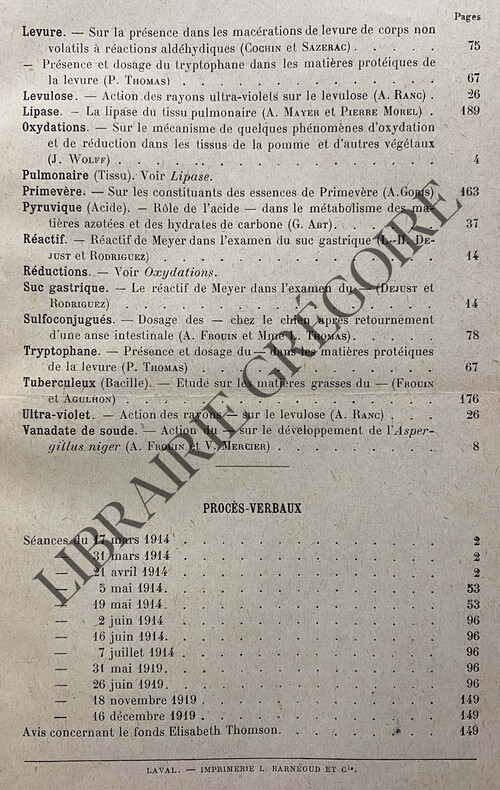 Pages
Levure. — Sur la présence dans les macérations de levure de corps non
volatils à réactions aldéhydiques (COCHIN et SAZERAC) . . . . . 75
— Présence et dosage du tryptophane dans les matières protéiques de
la levure (P. THOMAS) . . . . . . . . . . . . . 67
Levulose. — Action des rayons ultra-violets sur le levulose (A. RANC) . 26
Lipase. — La lipase du tissu pulmonaire (A. MAYER et PIERRE MOREL) . 189
Oxydations. — Sur le mécanisme de quelques phénomènes d'oxydation
et de réduction dans les tissus de la pomme et d'autres végétaux
(J. WOLFF) . . . . . . . . . . . . . . . 4
Pulmonaire (Tissu). Voir Lipase.
Primevère. — Sur les constituants des essences de Primevère (A. GORIS) 163
Pyruvique (Acide). — Rôle de l'acide — dans le métabolisme des ma-
tières azotées et des hydrates de carbone (G. ABT). . . . . . 37
Réactif. — Réactif de Meyer dans l'examen du suc gastrique (L.-H. DE-
JUST et RODRIGUEZ) . . . . . . . . . . . . . 14
Réductions. — Voir Oxydations.
Suc gastrique. — Le réactif de Meyer dans l'examen du — (DEJUST et
RODRIGUEZ) . . . . . . . . . . . . . . . 14
Sulfoconjugués. — Dosage des — chez le chien après retournement
d'une anse intestinale (A. FROUIN et Mme J. THOMAS). . . . . 78
Tryptophane. — Présence et dosage du — dans les matières protéiques
de la levure (P. THOMAS) . . . . . . . . . . . . 67
Tuberculeux (Bacille). — Etude sur les matières grasses du — (FROUIN
et AGULHON) . . . . . . . . . . . . . . . 176
Ultra-violet. — Action des rayons — sur le levulose (A. RANC) . . . 26
Vanadate de soude. — Action du — sur le développement de l'Asper-
gillus niger (A. FROUIN et V. MERCIER) . . . . . . . . . 8
PROCÈS-VERBAUX
Séances du 17 mars 1914 . . . . . . . . . . . . 2
— 31 mars 1914 . . . . . . . . . . . . 2
— 21 avril 1914 . . . . . . . . . . . . 2
— 5 mai 1914. . . . . . . . . . . . . 53
— 19 mai 1914. . . . . . . . . . . . . 53
— 2 juin 1914 . . . . . . . . . . . . 96
— 16 juin 1914. . . . . . . . . . . . . 96
— 7 juillet 1914 . . . . . . . . . . . . 96
— 31 mai 1919. . . . . . . . . . . . . 96
— 26 juin 1919. . . . . . . . . . . . . 96
— 18 novembre 1919 . . . . . . . . . . . 149
— 16 décembre 1919 . . . . . . . . . . . 149
Avis concernant le fonds Elisabeth Thomson. . . . . . . . . 149
LAVAL. — IMPRIMERIE L. BARNÉOUD ET Cie.
LIBRAIRIE GRÉGOIRE